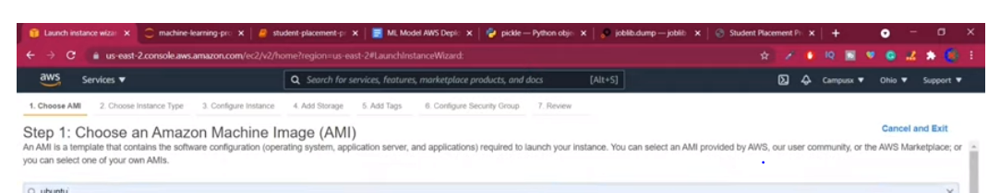 Launch instance wizar machine-learning-pro student-placement-p ML Model AWS Deplo pickle — Python obje joblib.dump — joblib Student Placement Pr
us-east-2.console.aws.amazon.com/ec2/v2/home?region=us-east-2#LaunchInstanceWizard:
aws Services Search for services, features, marketplace products, and docs [Alt+S] Campusx Ohio Support
1. Choose AMI 2. Choose Instance Type 3. Configure Instance 4. Add Storage 5. Add Tags 6. Configure Security Group 7. Review
Step 1: Choose an Amazon Machine Image (AMI) Cancel and Exit
An AMI is a template that contains the software configuration (operating system, application server, and applications) required to launch your instance. You can select an AMI provided by AWS, our user community, or the AWS Marketplace; or
you can select one of your own AMIs.
ubuntu